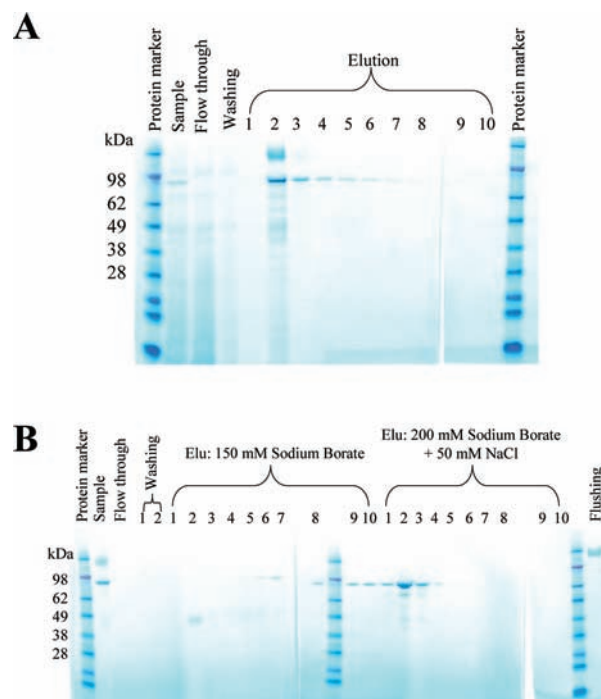 A
Protein marker
Sample
Flow through
Washing
Elution
1 2 3 4 5 6 7 8 9 10
Protein marker
kDa
98
62
49
38
28
B
Protein marker
Sample
Flow through
Washing
1 2
Elu: 150 mM Sodium Borate
1 2 3 4 5 6 7 8 9 10
Elu: 200 mM Sodium Borate
+ 50 mM NaCl
1 2 3 4 5 6 7 8 9 10
Flushing
kDa
98
62
49
38
28